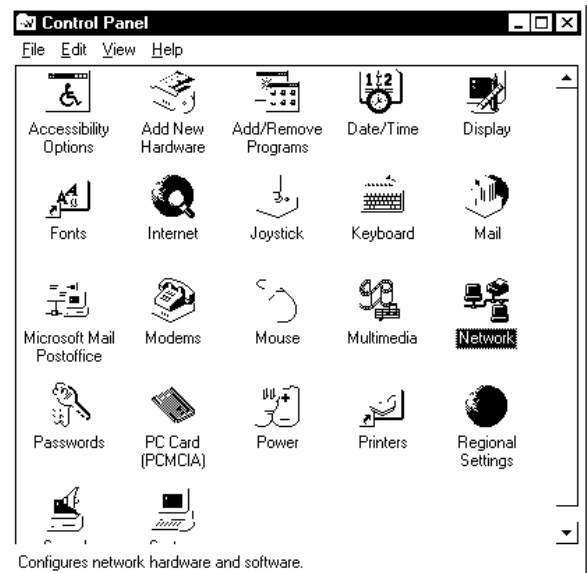 Control Panel
File Edit View Help
Accessibility Options
Add New Hardware
Add/Remove Programs
Date/Time
Display
Fonts
Internet
Joystick
Keyboard
Mail
Microsoft Mail Postoffice
Modems
Mouse
Multimedia
Network
Passwords
PC Card (PCMCIA)
Power
Printers
Regional Settings
Configures network hardware and software.